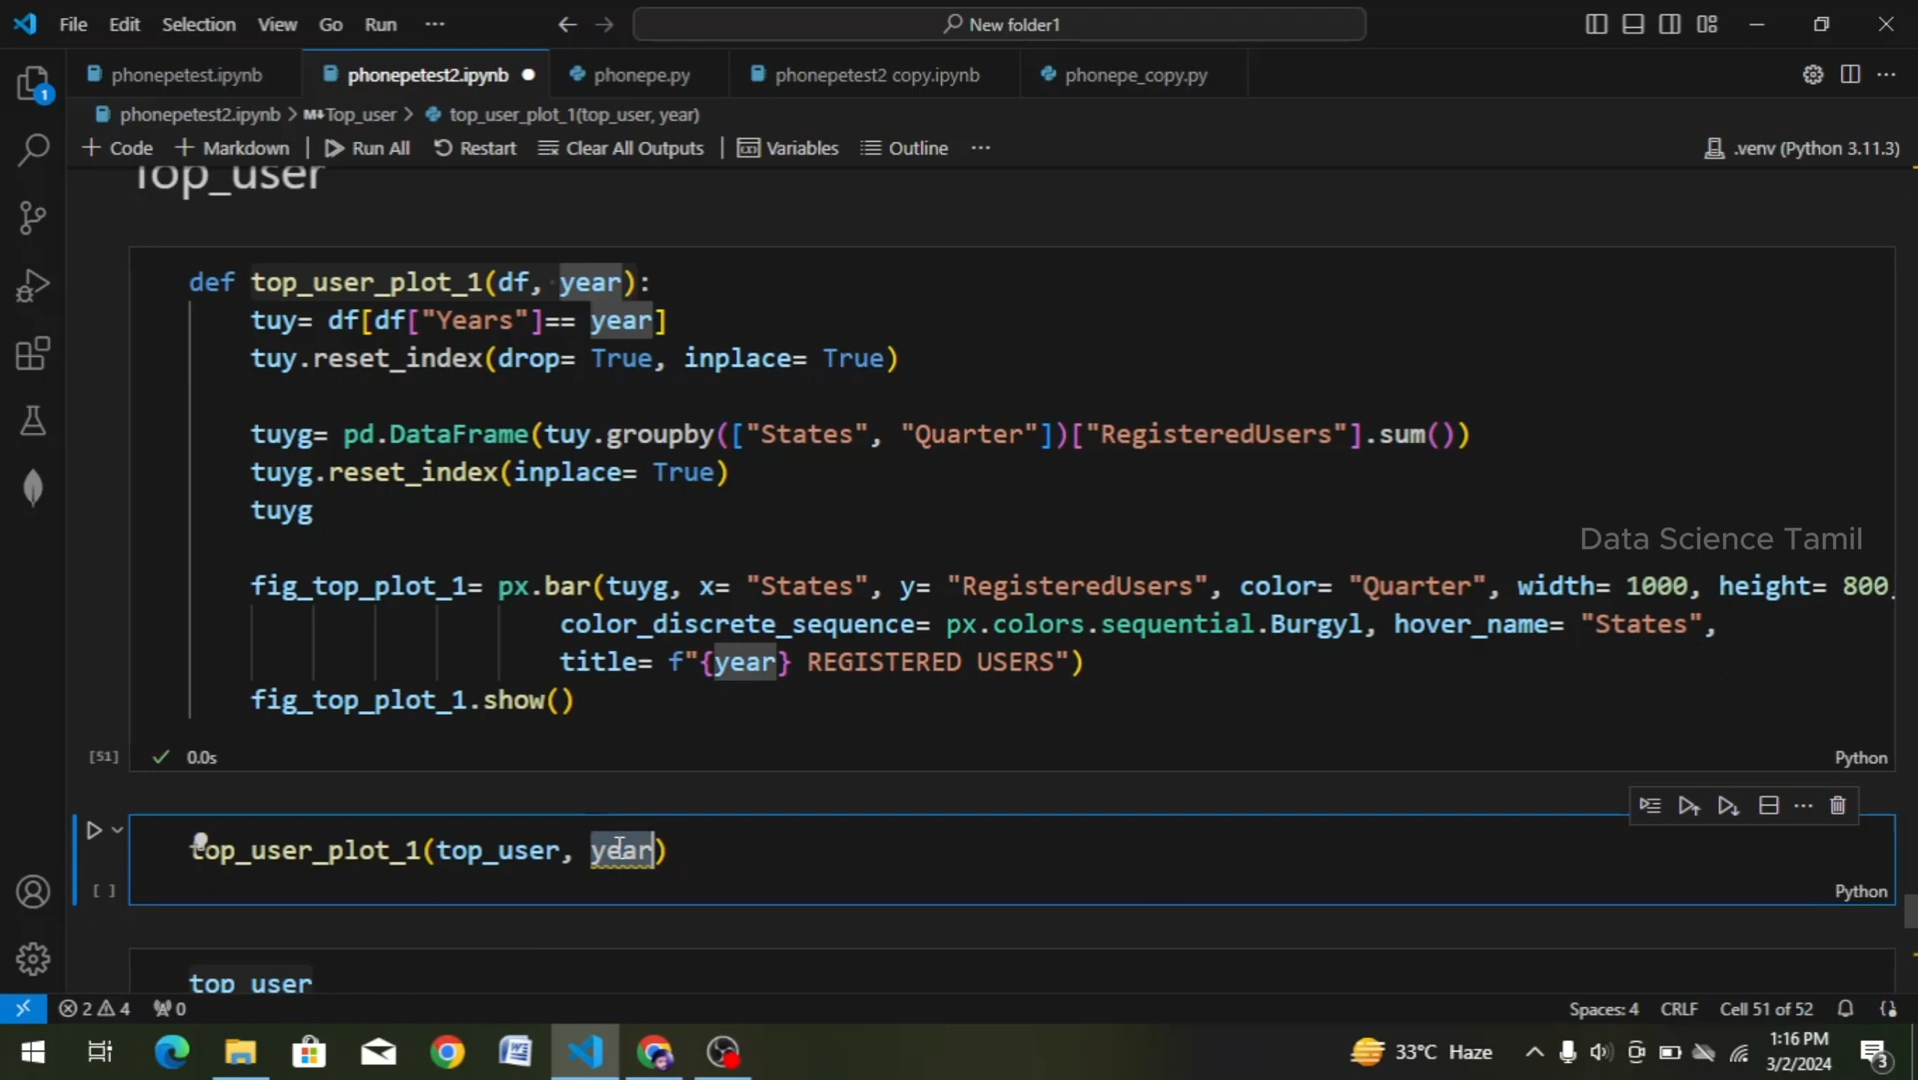 File Edit Selection View Go Run ··· New folder1
phonepetest.ipynb phonepetest2.ipynb phonepe.py phonepetest2 copy.ipynb phonepe_copy.py
phonepetest2.ipynb > M↓Top_user > top_user_plot_1(top_user, year)
+ Code + Markdown Run All Restart Clear All Outputs Variables Outline ··· .venv (Python 3.11.3)
1
Top_user
def top_user_plot_1(df, year):
tuy= df[df["Years"]== year]
tuy.reset_index(drop= True, inplace= True)
tuyg= pd.DataFrame(tuy.groupby(["States", "Quarter"])["RegisteredUsers"].sum())
tuyg.reset_index(inplace= True)
tuyg
Data Science Tamil
fig_top_plot_1= px.bar(tuyg, x= "States", y= "RegisteredUsers", color= "Quarter", width= 1000, height= 800,
color_discrete_sequence= px.colors.sequential.Burgyl, hover_name= "States",
title= f"{year} REGISTERED USERS")
fig_top_plot_1.show()
[51] 0.0s Python
top_user_plot_1(top_user, year)
[ ] Python
top_user
2 4 0 Spaces: 4 CRLF Cell 51 of 52
33°C Haze 1:16 PM
3/2/2024 3